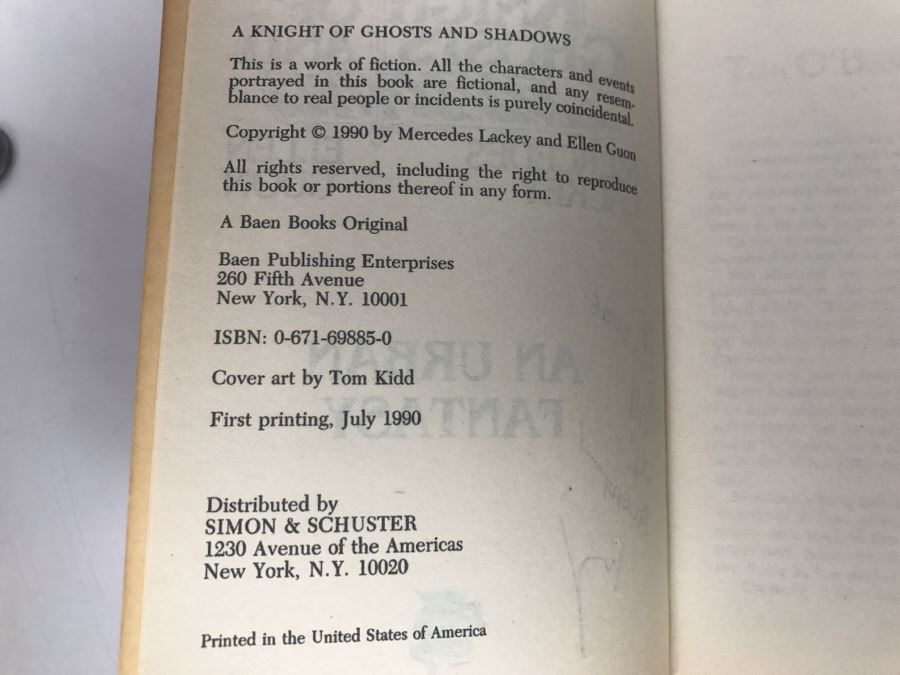 A KNIGHT OF GHOSTS AND SHADOWS
This is a work of fiction. All the characters and events
portrayed in this book are fictional, and any resem-
blance to real people or incidents is purely coincidental.
Copyright © 1990 by Mercedes Lackey and Ellen Guon
All rights reserved, including the right to reproduce
this book or portions thereof in any form.
A Baen Books Original
Baen Publishing Enterprises
260 Fifth Avenue
New York, N.Y. 10001
ISBN: 0-671-69885-0
Cover art by Tom Kidd
First printing, July 1990
Distributed by
SIMON & SCHUSTER
1230 Avenue of the Americas
New York, N.Y. 10020
Printed in the United States of America
AN URBAN
FANTASY